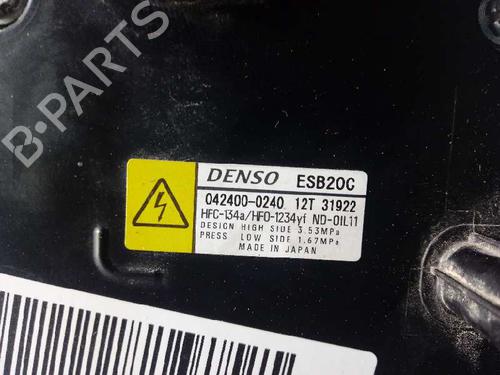 B-PARTS
DENSO ESB20C
042400-0240 12T 31922
HFC-134a/HFO-1234yf ND-OIL11
DESIGN HIGH SIDE 3.53MPa
PRESS LOW SIDE 1.67MPa
MADE IN JAPAN